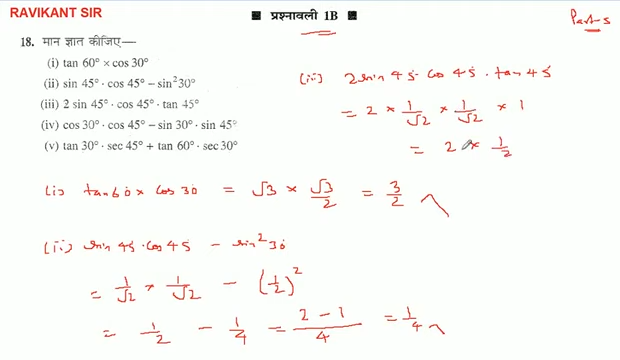 RAVIKANT SIR
■ प्रश्नावली 1B ■
Part-5
18. मान ज्ञात कीजिए—
(i) tan 60° × cos 30°
(ii) sin 45° · cos 45° – sin²30°
(iii) 2 sin 45° · cos 45° · tan 45°
(iv) cos 30° · cos 45° – sin 30° · sin 45°
(v) tan 30° · sec 45° + tan 60° · sec 30°
(iii) 2 sin 45 · cos 45 · tan 45
= 2 × 1/√2 × 1/√2 × 1
= 2 × 1/2
(i) tan 60 × cos 30 = √3 × √3/2 = 3/2
(ii) sin 45 · cos 45 – sin² 30
= 1/√2 × 1/√2 – (1/2)²
= 1/2 – 1/4 = 2 – 1/4 = 1/4